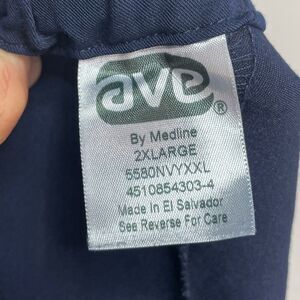 ave®
By Medline
2XLARGE
5580NVYXXL
4510854303-4
Made In El Salvador
See Reverse For Care